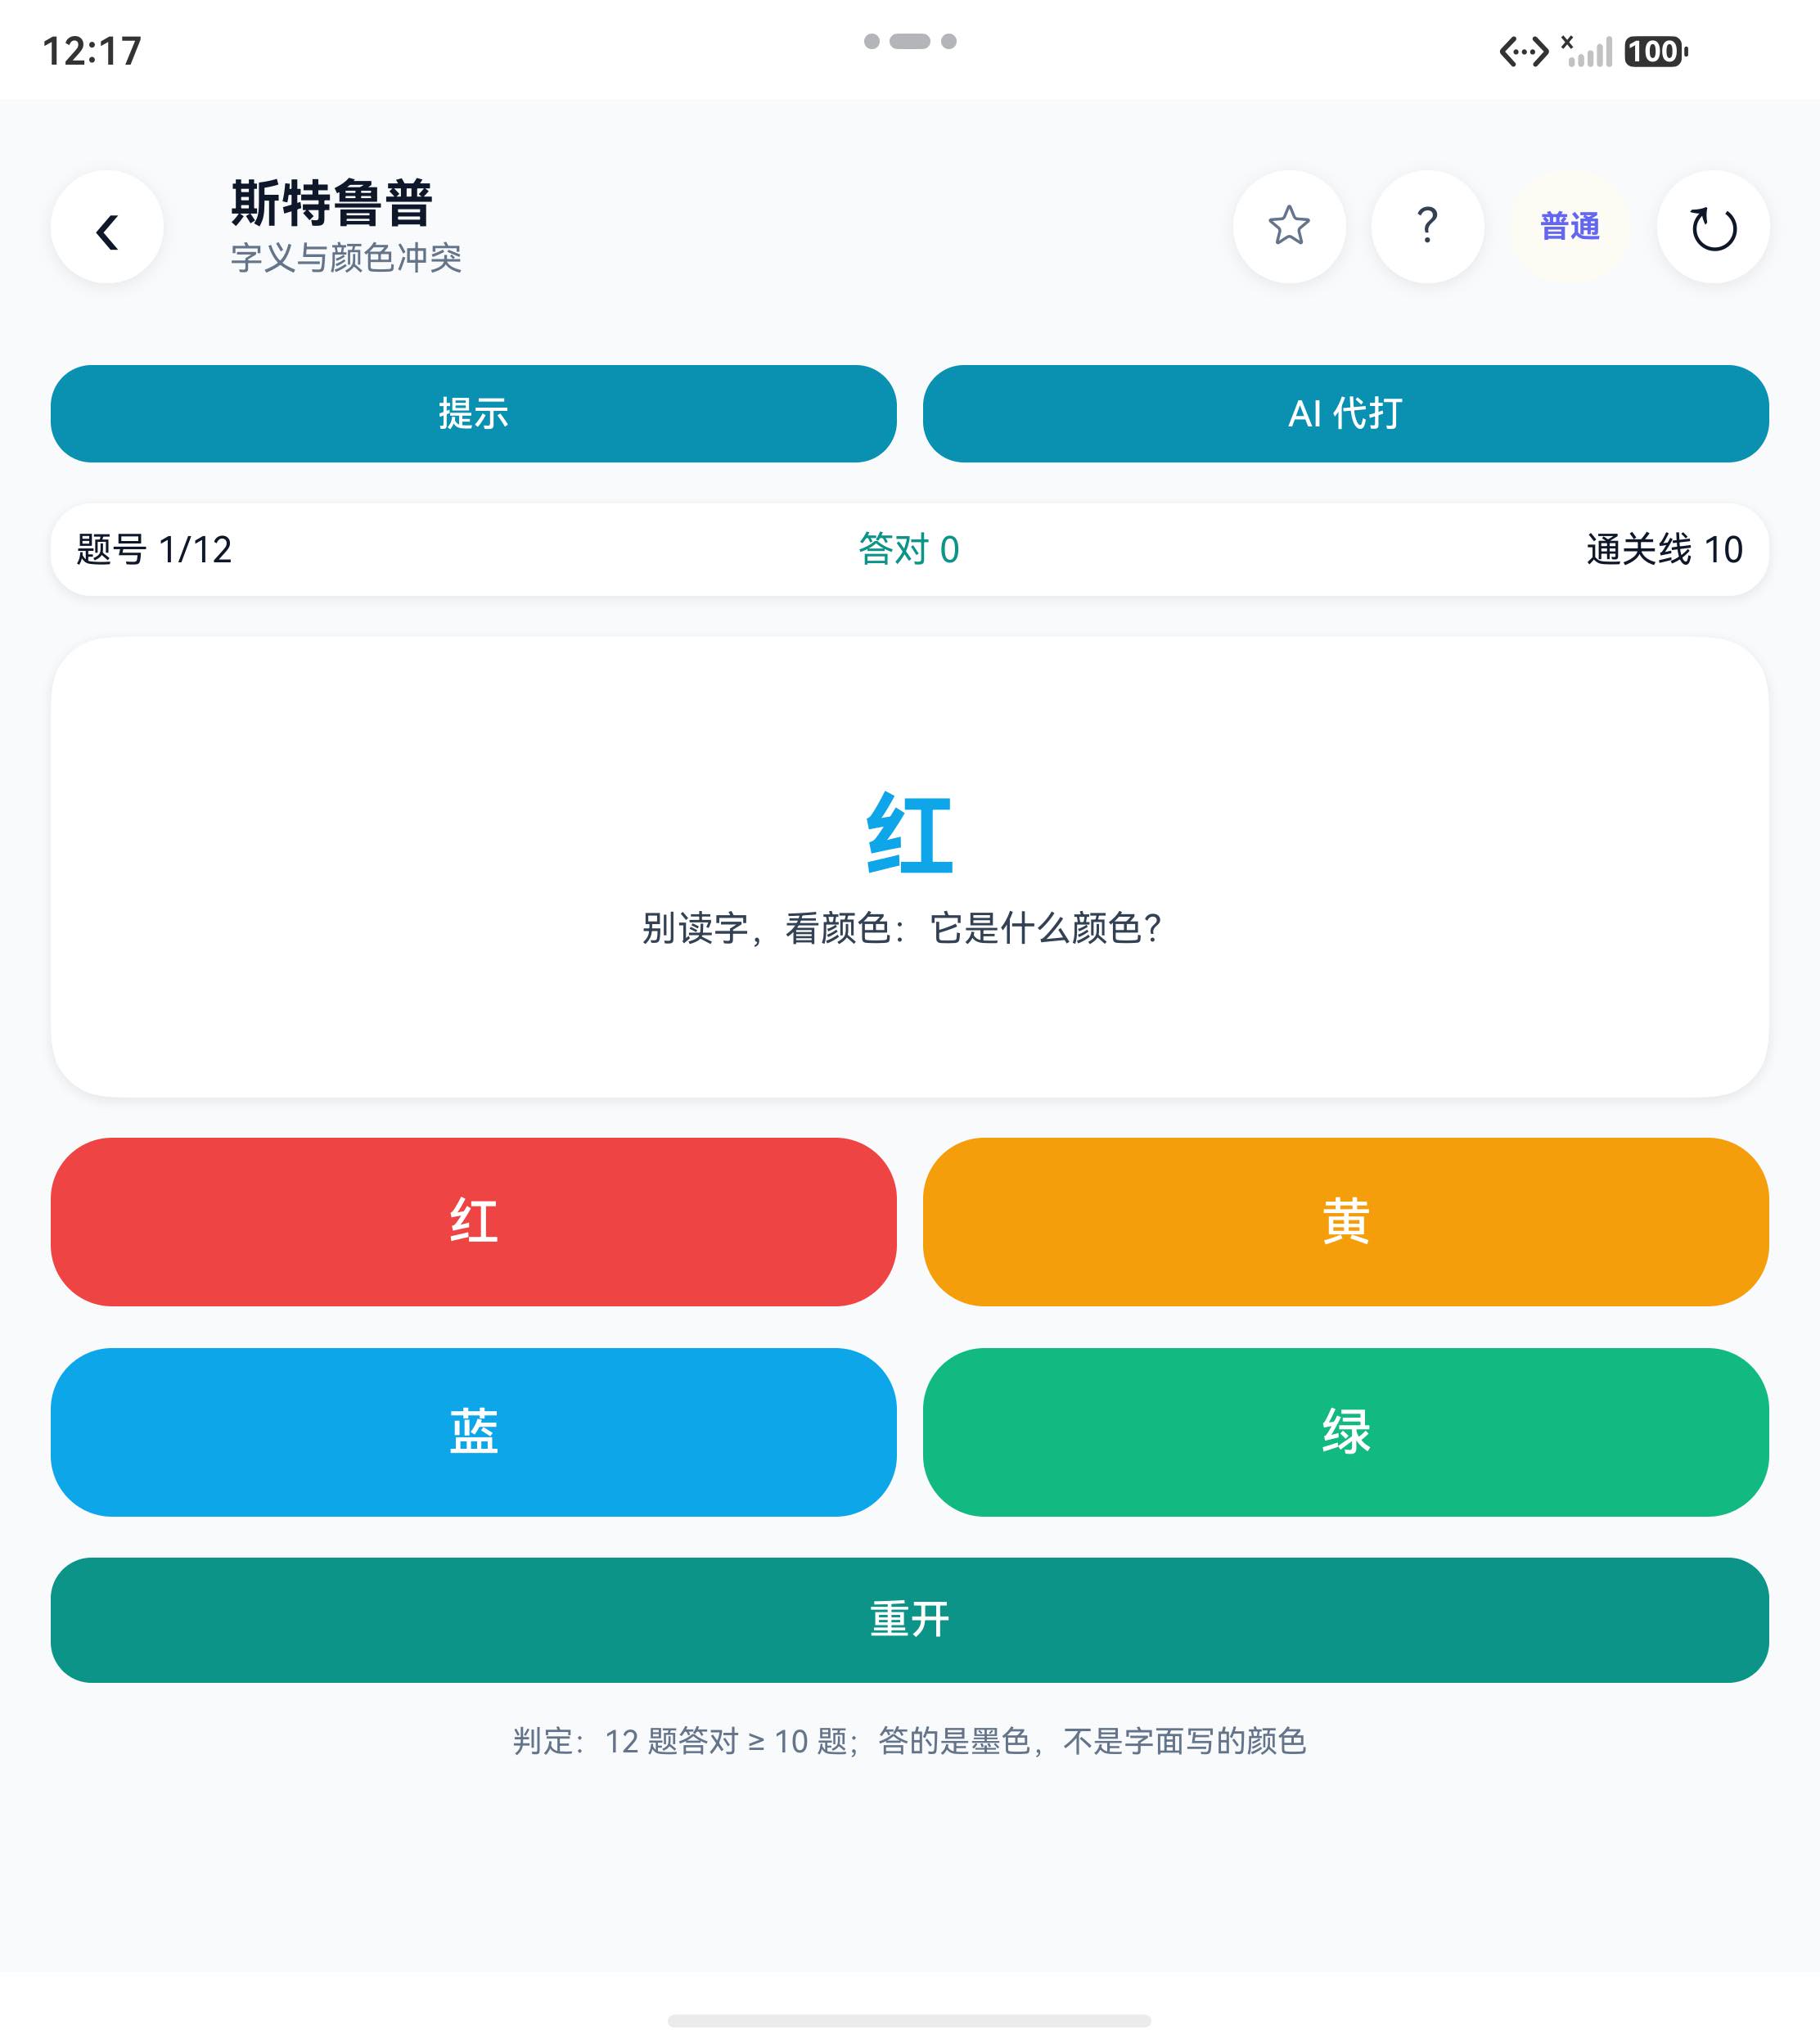 12:17
100
斯特鲁普
字义与颜色冲突
?
普通
提示
AI 代打
题号 1/12
答对 0
通关线 10
红
别读字，看颜色：它是什么颜色？
红
黄
蓝
绿
重开
判定：12 题答对 ≥ 10 题；答的是墨色，不是字面写的颜色